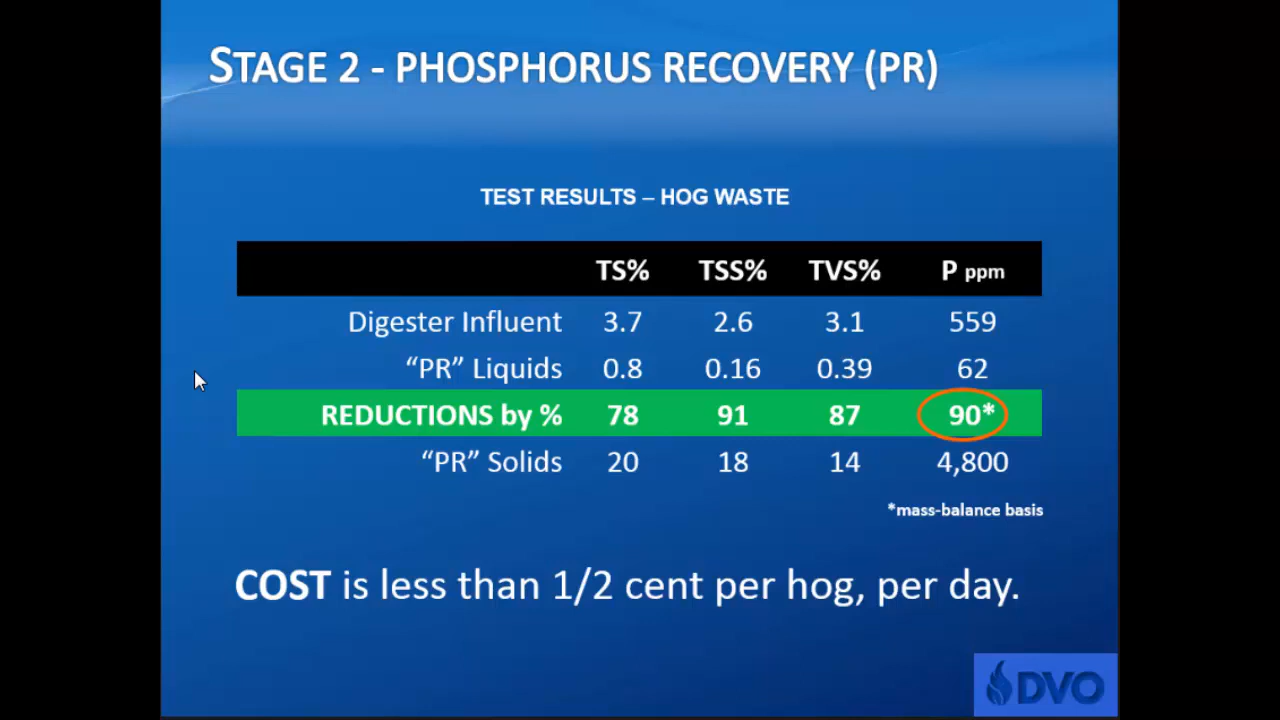 STAGE 2 - PHOSPHORUS RECOVERY (PR)
TEST RESULTS – HOG WASTE
TS% TSS% TVS% P ppm
Digester Influent 3.7 2.6 3.1 559
“PR” Liquids 0.8 0.16 0.39 62
REDUCTIONS by % 78 91 87 90*
“PR” Solids 20 18 14 4,800
*mass-balance basis
COST is less than 1/2 cent per hog, per day.
DVO